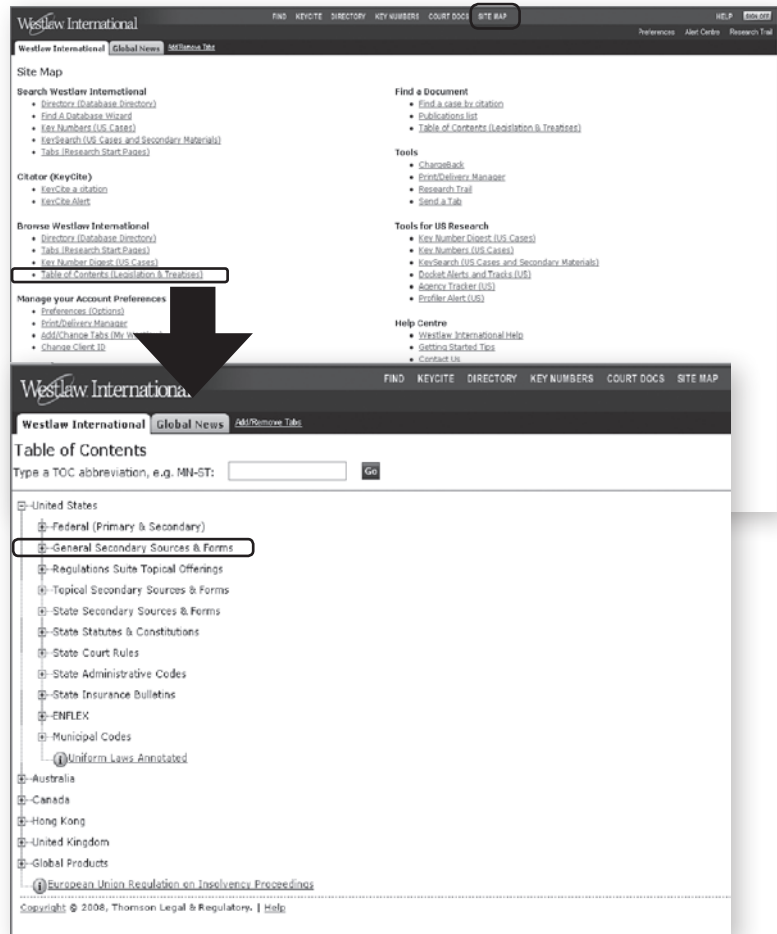 Westlaw International
FIND KEYCITE DIRECTORY KEY NUMBERS COURT DOCS SITE MAP
HELP SIGN OFF
Preferences Alert Centre Research Trail
Westlaw International Global News Add/Remove Tabs
Site Map
Search Westlaw International
Directory (Database Directory)
Find A Database Wizard
Key Numbers (US Cases)
KeySearch (US Cases and Secondary Materials)
Tabs (Research Start Pages)
Citator (KeyCite)
KeyCite a citation
KeyCite Alert
Browse Westlaw International
Directory (Database Directory)
Tabs (Research Start Pages)
Key Number Digest (US Cases)
Table of Contents (Legislation & Treatises)
Manage your Account Preferences
Preferences (Options)
Print/Delivery Manager
Add/Change Tabs (My
Change Client ID
Find a Document
Find a case by citation
Publications list
Table of Contents (Legislation & Treatises)
Tools
ChargeBack
Print/Delivery Manager
Research Trail
Send a Tab
Tools for US Research
Key Number Digest (US Cases)
Key Numbers (US Cases)
KeySearch (US Cases and Secondary Materials)
Docket Alerts and Tracks (US)
Agency Tracker (US)
Profiler Alert (US)
Help Centre
Westlaw International Help
Getting Started Tips
Contact Us
Westlaw International
FIND KEYCITE DIRECTORY KEY NUMBERS COURT DOCS SITE MAP
Westlaw International Global News Add/Remove Tabs
Table of Contents
Type a TOC abbreviation, e.g. MN-ST: Go
United States
Federal (Primary & Secondary)
General Secondary Sources & Forms
Regulations Suite Topical Offerings
Topical Secondary Sources & Forms
State Secondary Sources & Forms
State Statutes & Constitutions
State Court Rules
State Administrative Codes
State Insurance Bulletins
ENFLEX
Municipal Codes
Uniform Laws Annotated
Australia
Canada
Hong Kong
United Kingdom
Global Products
European Union Regulation on Insolvency Proceedings
Copyright © 2008, Thomson Legal & Regulatory. | Help